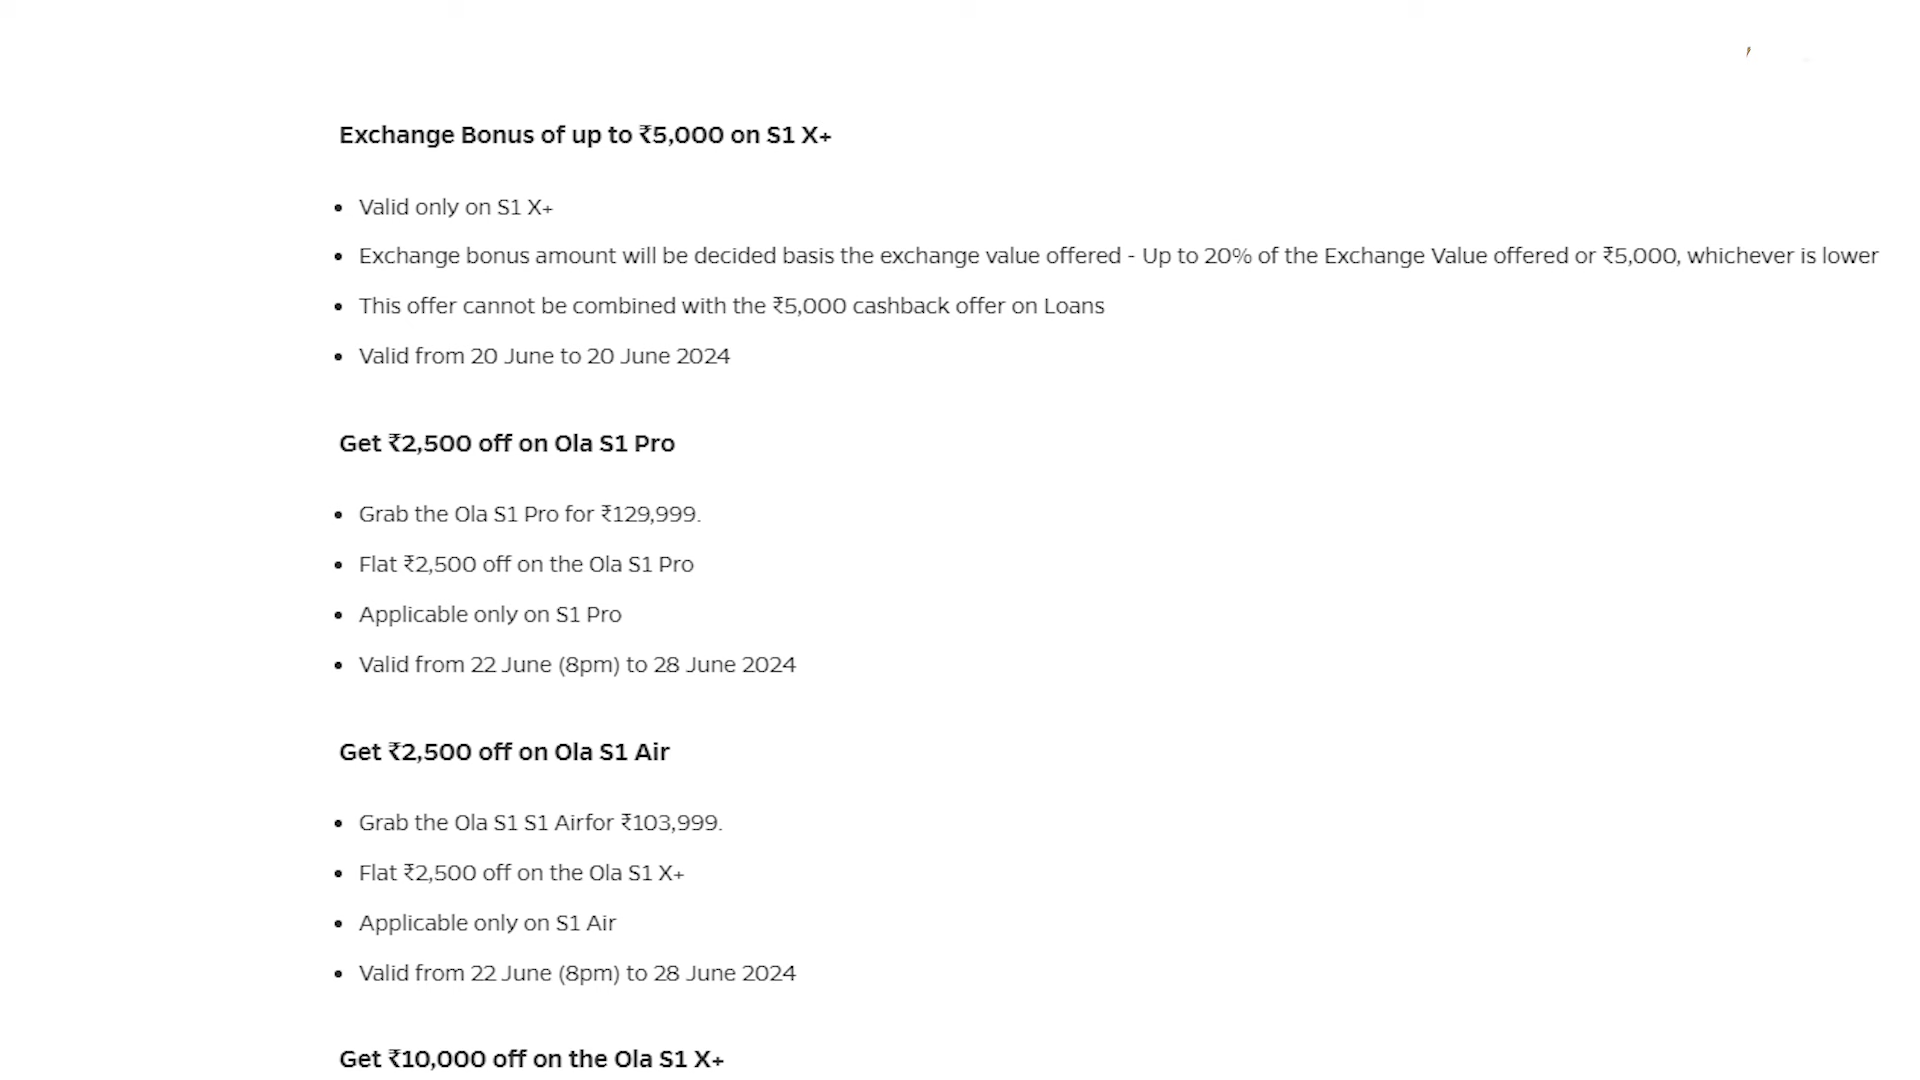 Exchange Bonus of up to ₹5,000 on S1 X+
• Valid only on S1 X+
• Exchange bonus amount will be decided basis the exchange value offered - Up to 20% of the Exchange Value offered or ₹5,000, whichever is lower
• This offer cannot be combined with the ₹5,000 cashback offer on Loans
• Valid from 20 June to 20 June 2024
Get ₹2,500 off on Ola S1 Pro
• Grab the Ola S1 Pro for ₹129,999.
• Flat ₹2,500 off on the Ola S1 Pro
• Applicable only on S1 Pro
• Valid from 22 June (8pm) to 28 June 2024
Get ₹2,500 off on Ola S1 Air
• Grab the Ola S1 S1 Airfor ₹103,999.
• Flat ₹2,500 off on the Ola S1 X+
• Applicable only on S1 Air
• Valid from 22 June (8pm) to 28 June 2024
Get ₹10,000 off on the Ola S1 X+